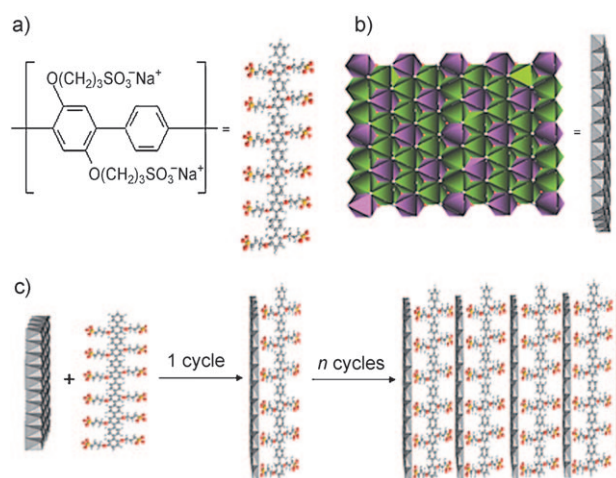 a)
b)
O(CH₂)₃SO₃⁻Na⁺
=
=
O(CH₂)₃SO₃⁻Na⁺
c)
+
1 cycle
n cycles